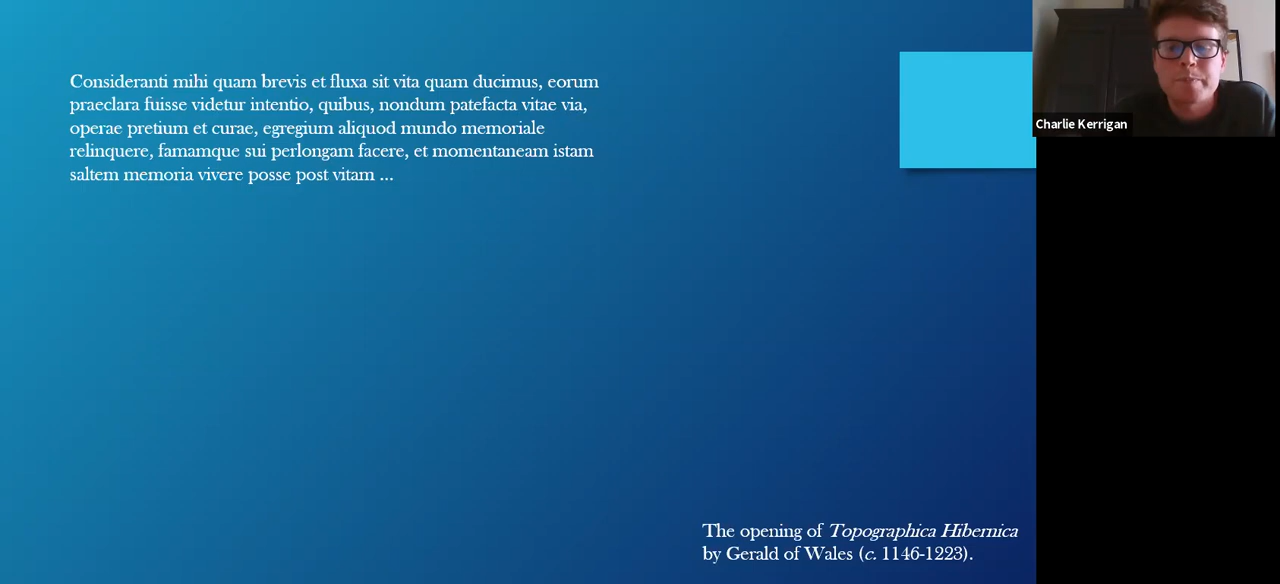 Consideranti mihi quam brevis et fluxa sit vita quam ducimus, eorum
praeclara fuisse videtur intentio, quibus, nondum patefacta vitae via,
operae pretium et curae, egregium aliquod mundo memoriale
relinquere, famamque sui perlongam facere, et momentaneam istam
saltem memoria vivere posse post vitam ...
Charlie Kerrigan
The opening of Topographica Hibernica
by Gerald of Wales (c. 1146-1223).